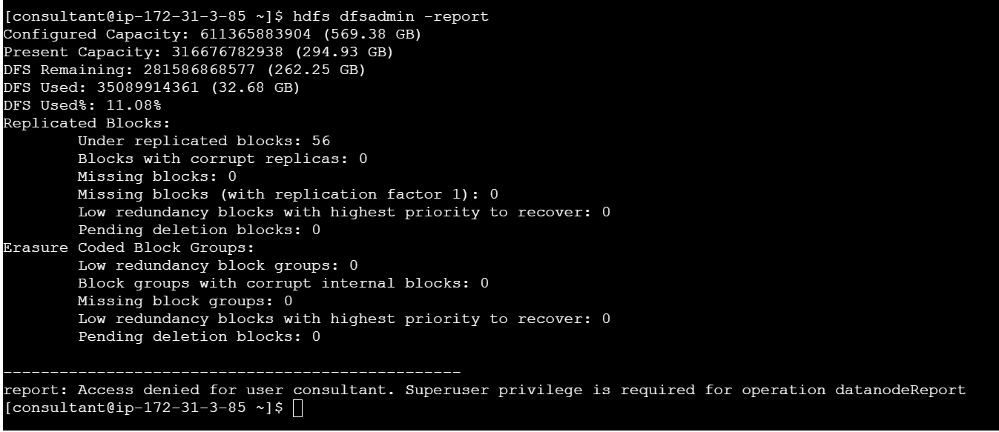 [consultant@ip-172-31-3-85 ~]$ hdfs dfsadmin -report
Configured Capacity: 611365883904 (569.38 GB)
Present Capacity: 316676782938 (294.93 GB)
DFS Remaining: 281586868577 (262.25 GB)
DFS Used: 35089914361 (32.68 GB)
DFS Used%: 11.08%
Replicated Blocks:
        Under replicated blocks: 56
        Blocks with corrupt replicas: 0
        Missing blocks: 0
        Missing blocks (with replication factor 1): 0
        Low redundancy blocks with highest priority to recover: 0
        Pending deletion blocks: 0
Erasure Coded Block Groups:
        Low redundancy block groups: 0
        Block groups with corrupt internal blocks: 0
        Missing block groups: 0
        Low redundancy blocks with highest priority to recover: 0
        Pending deletion blocks: 0

-------------------------------------------------
report: Access denied for user consultant. Superuser privilege is required for operation datanodeReport
[consultant@ip-172-31-3-85 ~]$